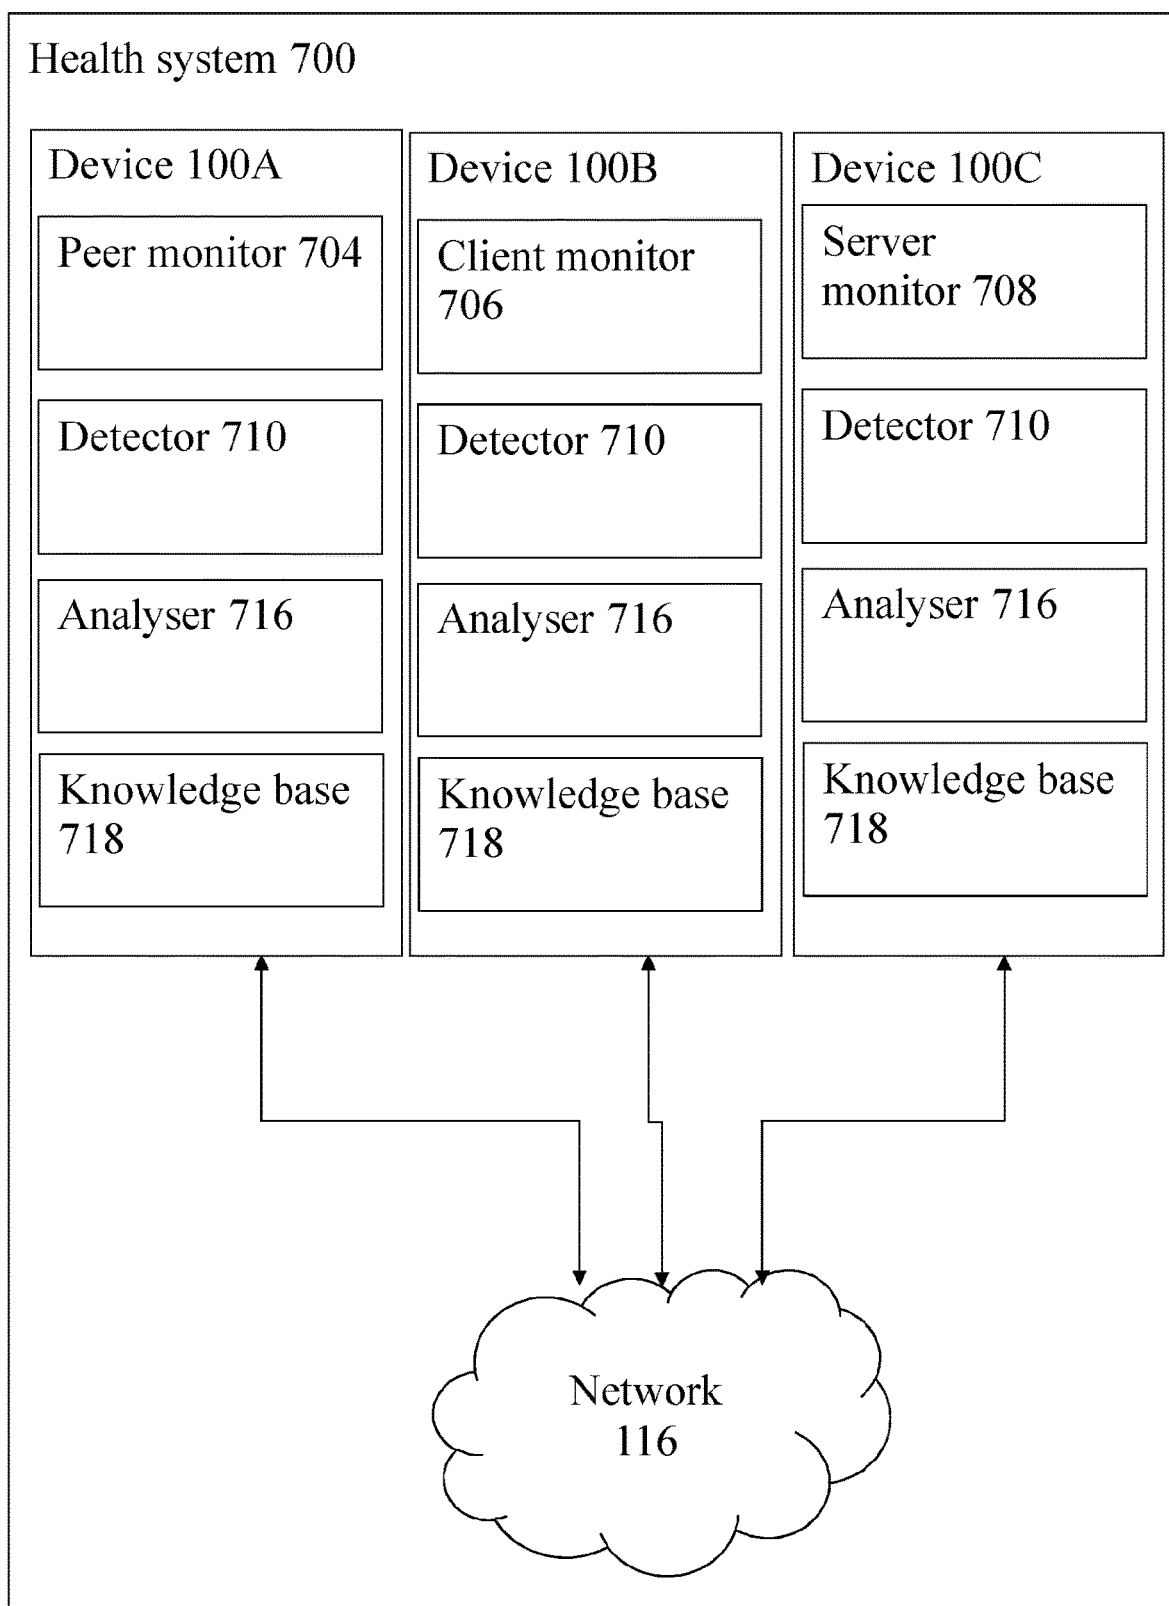 Health system 700
Device 100A
Peer monitor 704
Detector 710
Analyser 716
Knowledge base
718
Device 100B
Client monitor
706
Detector 710
Analyser 716
Knowledge base
718
Device 100C
Server
monitor 708
Detector 710
Analyser 716
Knowledge base
718
Network
116